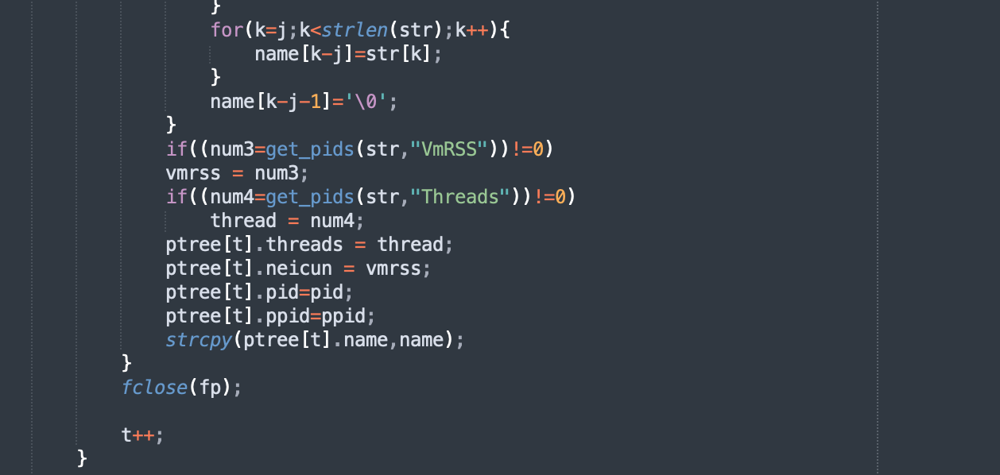 }
for(k=j;k<strlen(str);k++){
name[k-j]=str[k];
}
name[k-j-1]='\0';
}
if((num3=get_pids(str,"VmRSS"))!=0)
vmrss = num3;
if((num4=get_pids(str,"Threads"))!=0)
thread = num4;
ptree[t].threads = thread;
ptree[t].neicun = vmrss;
ptree[t].pid=pid;
ptree[t].ppid=ppid;
strcpy(ptree[t].name,name);
}
fclose(fp);
t++;
}